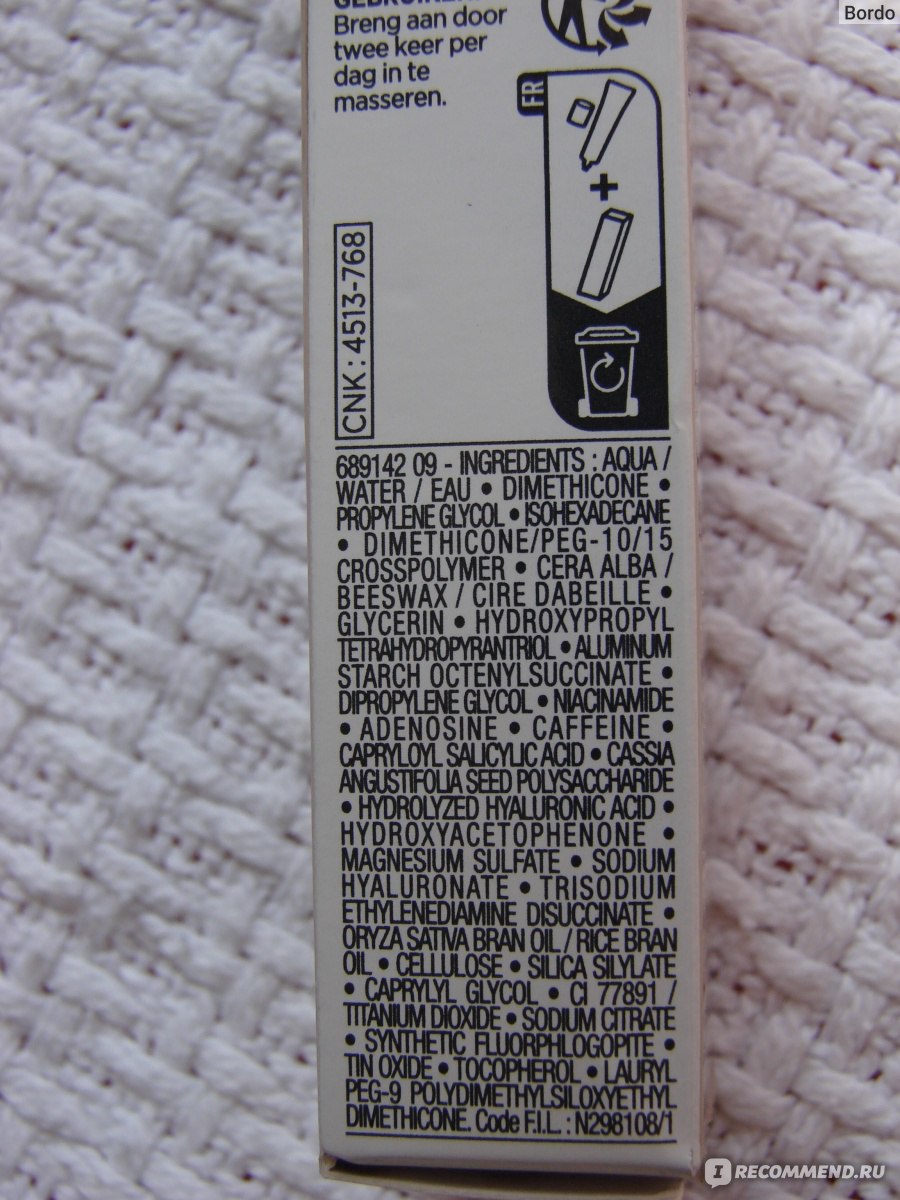 Bordo
Breng aan door
twee keer per
dag in te
masseren.
FR
+
CNK : 4513-768
689142 09 - INGREDIENTS : AQUA /
WATER / EAU • DIMETHICONE •
PROPYLENE GLYCOL • ISOHEXADECANE
• DIMETHICONE/PEG-10/15
CROSSPOLYMER • CERA ALBA /
BEESWAX / CIRE DABEILLE •
GLYCERIN • HYDROXYPROPYL
TETRAHYDROPYRANTRIOL • ALUMINUM
STARCH OCTENYLSUCCINATE •
DIPROPYLENE GLYCOL • NIACINAMIDE
• ADENOSINE • CAFFEINE •
CAPRYLOYL SALICYLIC ACID • CASSIA
ANGUSTIFOLIA SEED POLYSACCHARIDE
• HYDROLYZED HYALURONIC ACID •
HYDROXYACETOPHENONE •
MAGNESIUM SULFATE • SODIUM
HYALURONATE • TRISODIUM
ETHYLENEDIAMINE DISUCCINATE •
ORYZA SATIVA BRAN OIL / RICE BRAN
OIL • CELLULOSE • SILICA SILYLATE
• CAPRYLYL GLYCOL • CI 77891 /
TITANIUM DIOXIDE • SODIUM CITRATE
• SYNTHETIC FLUORPHLOGOPITE •
TIN OXIDE • TOCOPHEROL • LAURYL
PEG-9 POLYDIMETHYLSILOXYETHYL
DIMETHICONE. Code F.I.L. : N298108/1
IRECOMMEND.RU